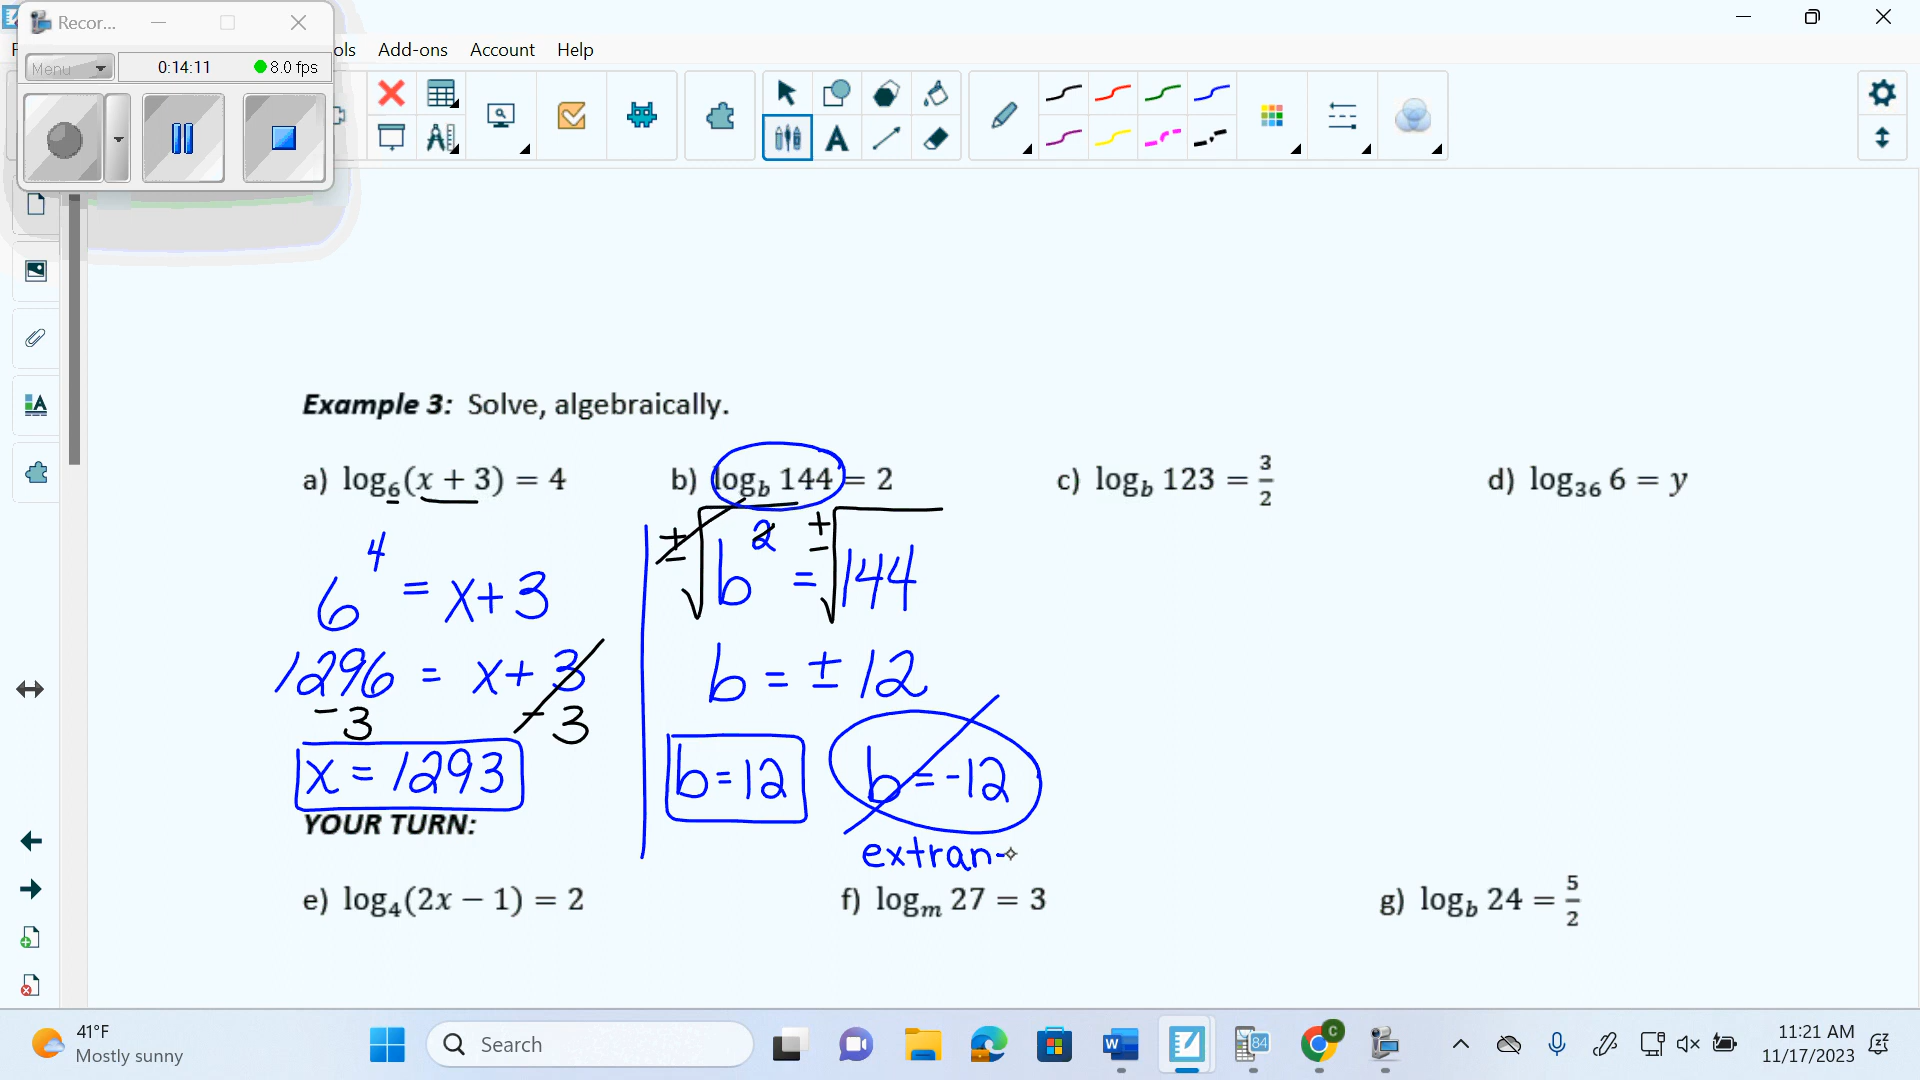 Recor...
Menu
0:14:11
8.0 fps
ols Add-ons Account Help
Example 3: Solve, algebraically.
a) log₆(x + 3) = 4
b) log_b 144 = 2
c) log_b 123 = 3/2
d) log₃₆ 6 = y
6⁴ = x+3
1296 = x+3
-3 -3
x = 1293
±√b² = ±√144
b = ±12
b=12
b=-12
extran
YOUR TURN:
e) log₄(2x − 1) = 2
f) log_m 27 = 3
g) log_b 24 = 5/2
41°F
Mostly sunny
Search
84
C
11:21 AM
11/17/2023